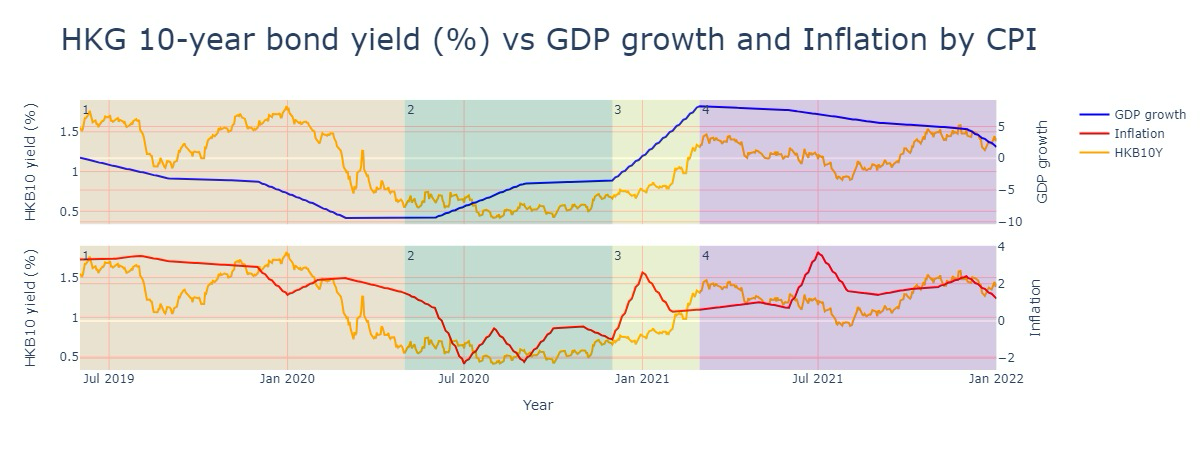 HKG 10-year bond yield (%) vs GDP growth and Inflation by CPI
1
2
3
4
HKB10 yield (%)
1.5
1
0.5
5
0
−5
−10
GDP growth
GDP growth
Inflation
HKB10Y
1
2
3
4
HKB10 yield (%)
1.5
1
0.5
4
2
0
−2
Inflation
Jul 2019
Jan 2020
Jul 2020
Jan 2021
Jul 2021
Jan 2022
Year